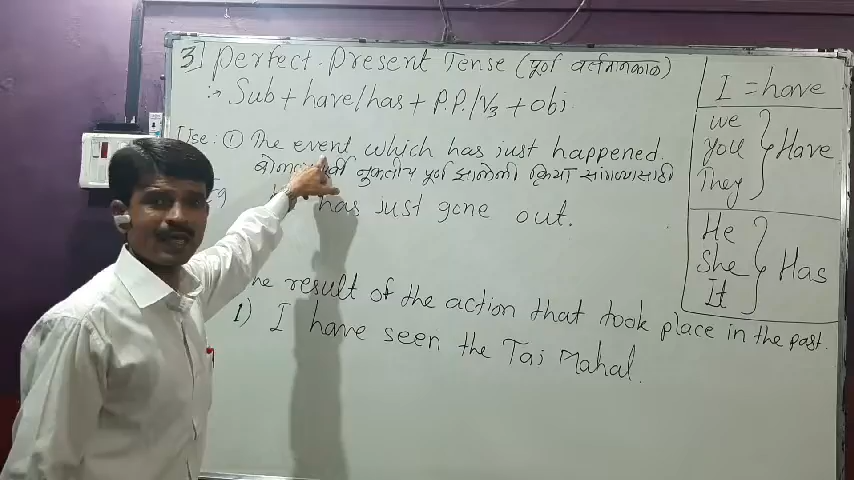 3] Perfect Present Tense (पूर्ण वर्तमानकाळ)
:→ Sub + have/has + P.P./V3 + obj.
Use: ① The event which has just happened.
नुकतीच पूर्ण झालेली क्रिया सांगण्यासाठी
has just gone out.
result of the action that took place in the past.
1) I have seen the Taj Mahal.
I = have
we
you
They
Have
He
She
It
Has